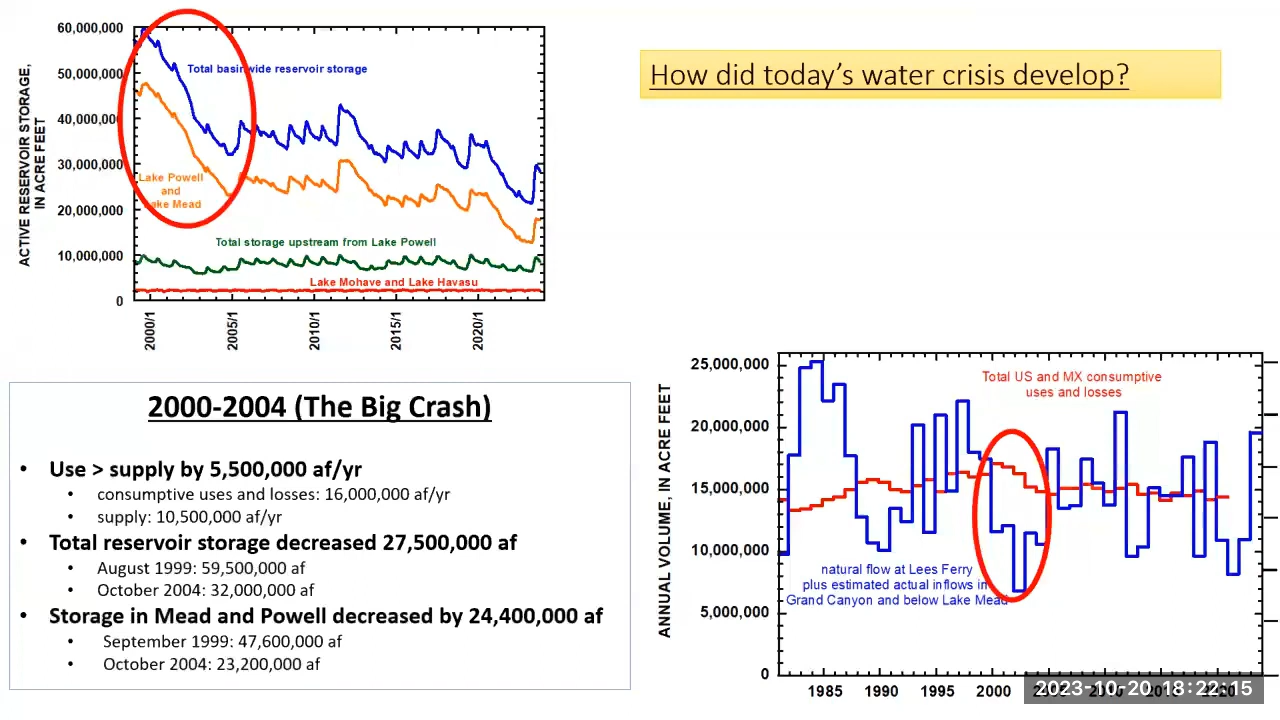 How did today's water crisis develop?
ACTIVE RESERVOIR STORAGE,
IN ACRE FEET
60,000,000
50,000,000
40,000,000
30,000,000
20,000,000
10,000,000
0
Total basinwide reservoir storage
Lake Powell
and
Lake Mead
Total storage upstream from Lake Powell
Lake Mohave and Lake Havasu
2000/1
2005/1
2010/1
2015/1
2020/1
2000-2004 (The Big Crash)
• Use > supply by 5,500,000 af/yr
• consumptive uses and losses: 16,000,000 af/yr
• supply: 10,500,000 af/yr
• Total reservoir storage decreased 27,500,000 af
• August 1999: 59,500,000 af
• October 2004: 32,000,000 af
• Storage in Mead and Powell decreased by 24,400,000 af
• September 1999: 47,600,000 af
• October 2004: 23,200,000 af
ANNUAL VOLUME, IN ACRE FEET
25,000,000
20,000,000
15,000,000
10,000,000
5,000,000
0
Total US and MX consumptive
uses and losses
natural flow at Lees Ferry
plus estimated actual inflows in
Grand Canyon and below Lake Mead
1985
1990
1995
2000
2005
2010
2015
2020
2023-10-20 18:22:15